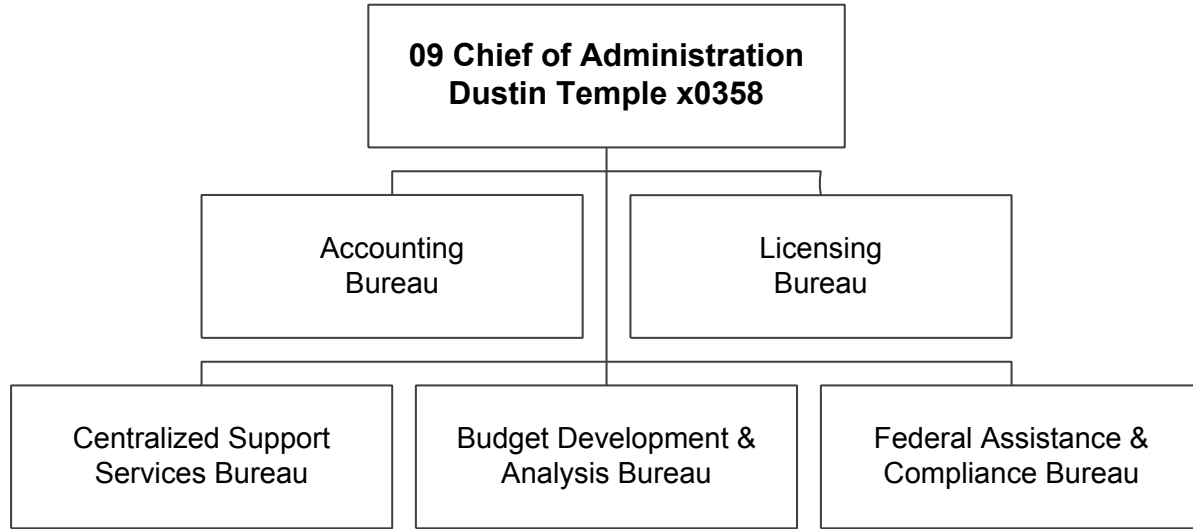 09 Chief of Administration
Dustin Temple x0358
Accounting
Bureau
Licensing
Bureau
Centralized Support
Services Bureau
Budget Development &
Analysis Bureau
Federal Assistance &
Compliance Bureau